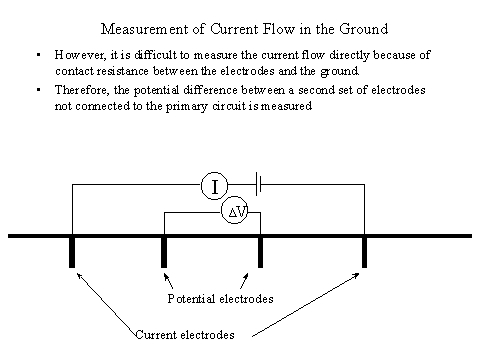 Measurement of Current Flow in the Ground
• However, it is difficult to measure the current flow directly because of
contact resistance between the electrodes and the ground.
• Therefore, the potential difference between a second set of electrodes
not connected to the primary circuit is measured
I
ΔV
Potential electrodes
Current electrodes